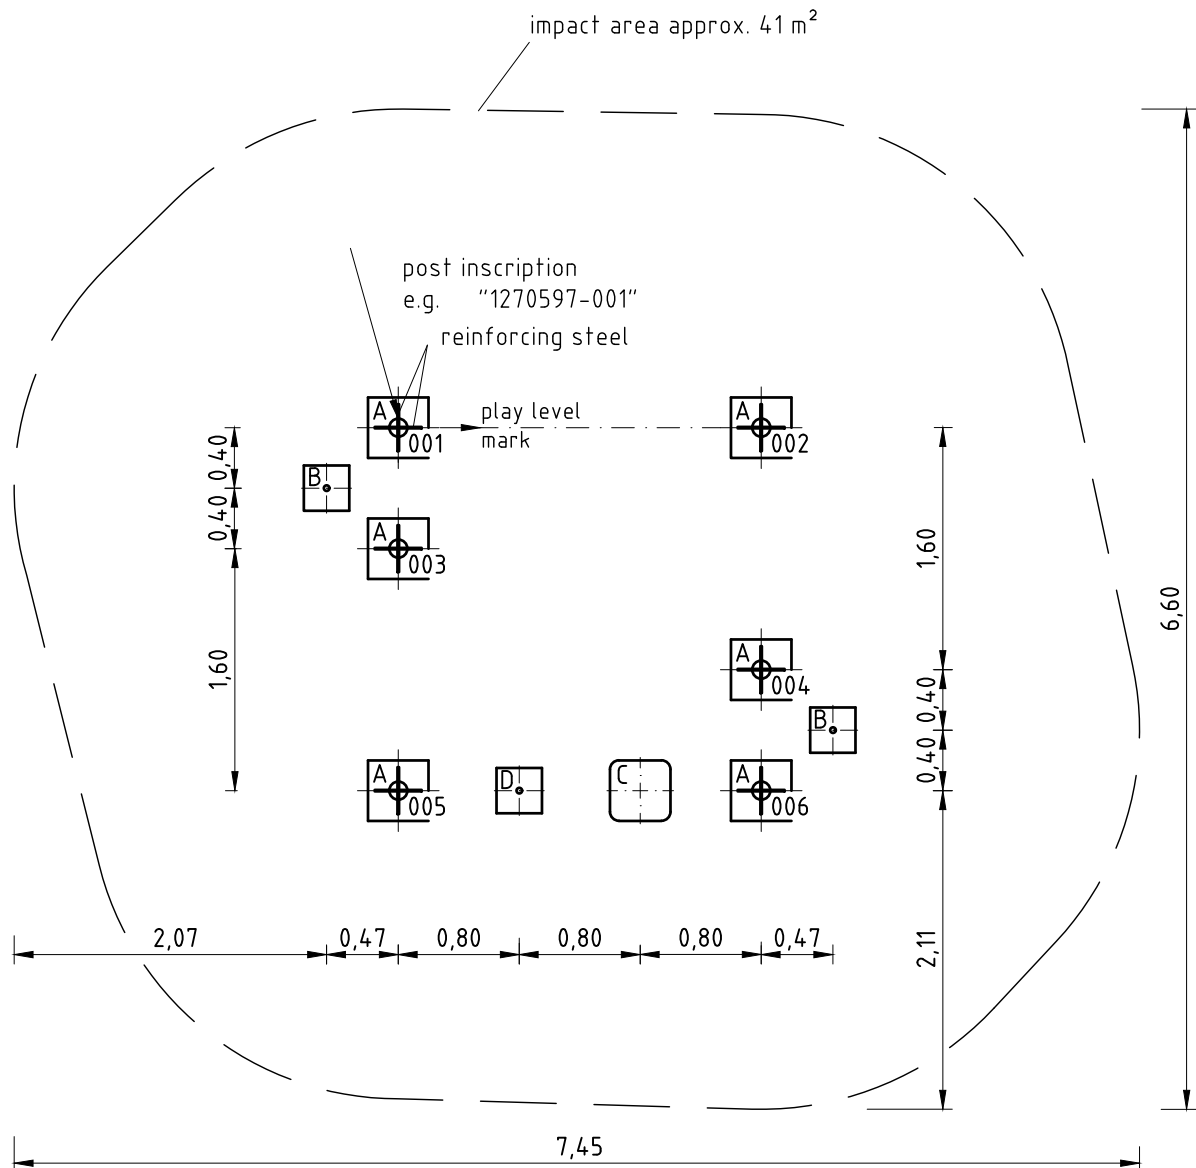 impact area approx. 41 m²
post inscription
e.g. "1270597-001"
reinforcing steel
play level
mark
A
001
A
002
0,40
B
0,40
A
003
1,60
1,60
6,60
A
004
0,40
B
0,40
A
005
D
C
A
006
2,07
0,47
0,80
0,80
0,80
0,47
2,11
7,45